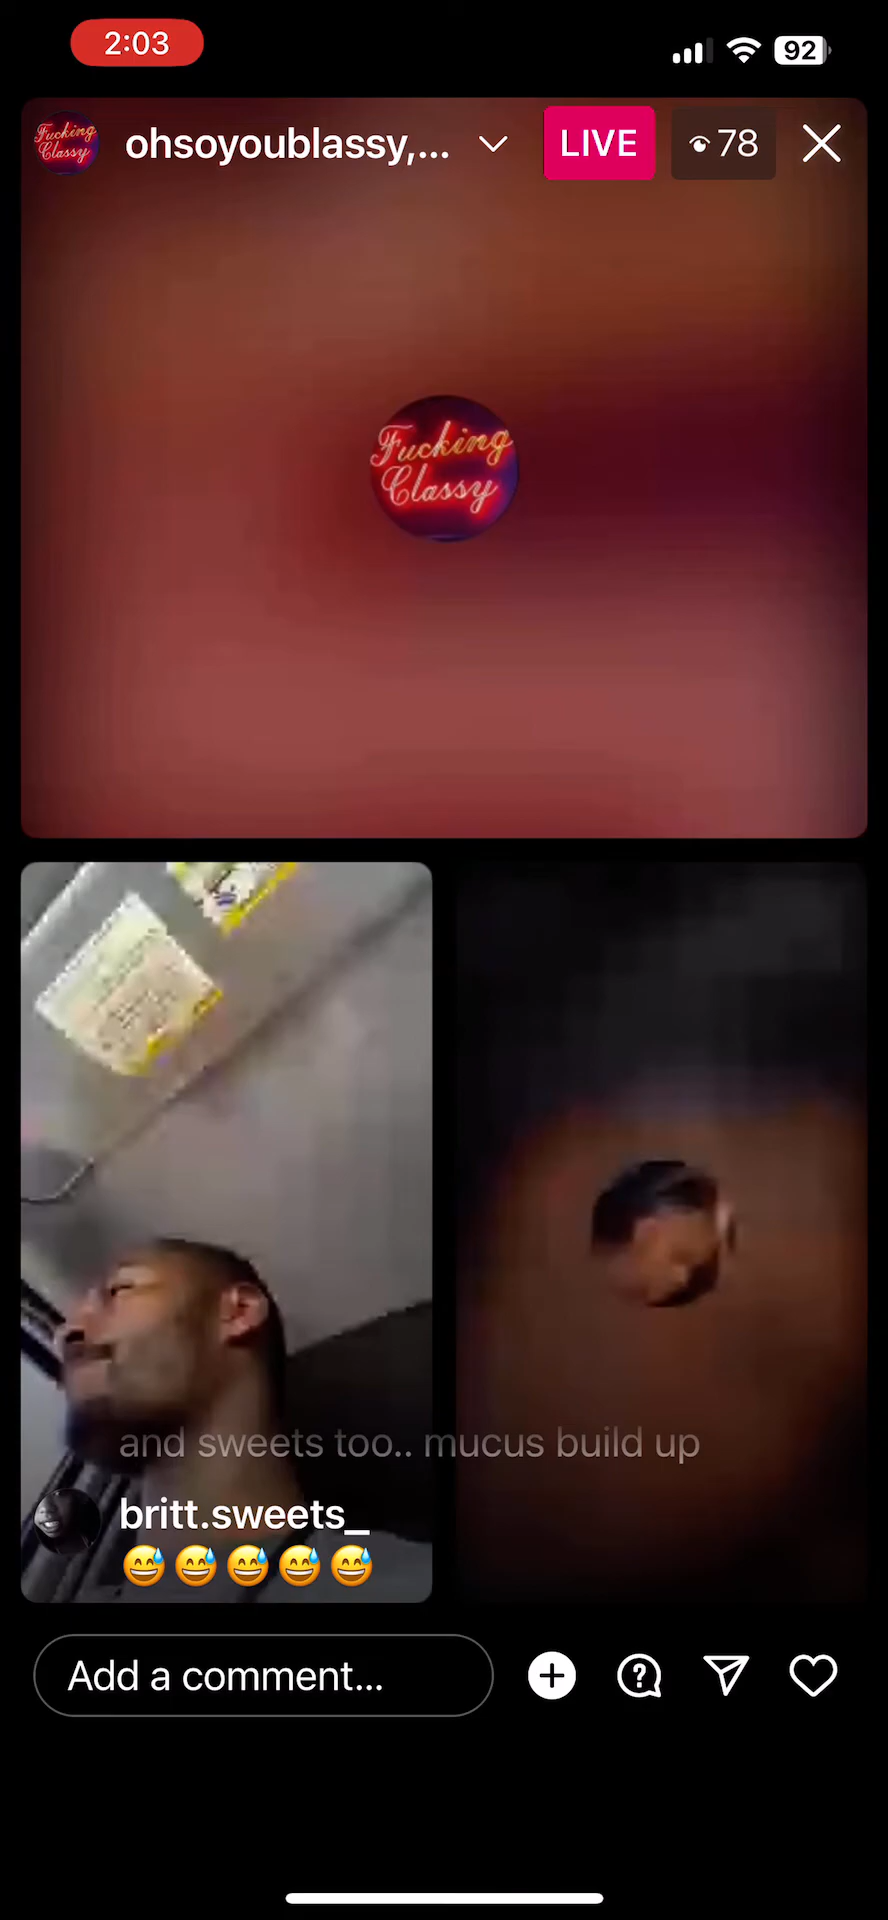 2:03
92
Fucking
Classy
ohsoyoublassy,...
LIVE
78
Fucking
Classy
and sweets too.. mucus build up
britt.sweets_
😅😅😅😅😅
Add a comment...